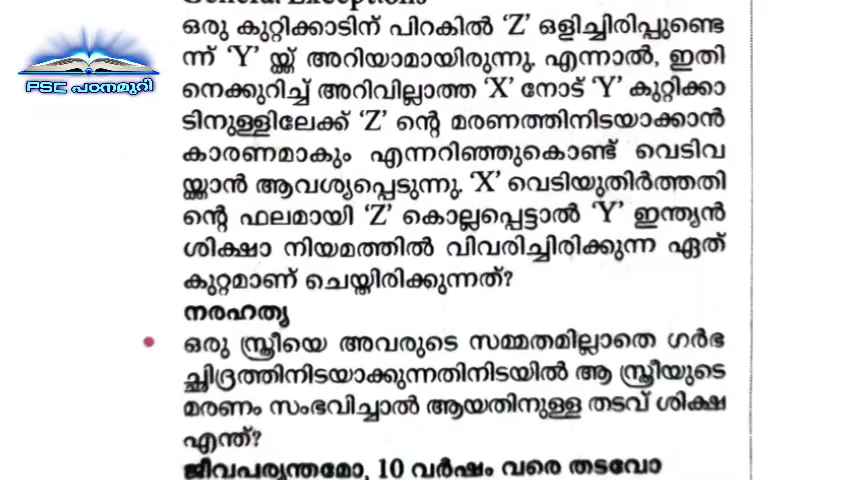 General Exceptions
ഒരു കുറ്റിക്കാടിന് പിറകിൽ ‘Z’ ഒളിച്ചിരിപ്പുണ്ടെ
ന്ന് ‘Y’ യ്ക്ക് അറിയാമായിരുന്നു. എന്നാൽ, ഇതി
നെക്കുറിച്ച് അറിവില്ലാത്ത ‘X’ നോട് ‘Y’ കുറ്റിക്കാ
ടിനുള്ളിലേക്ക് ‘Z’ ന്റെ മരണത്തിനിടയാക്കാൻ
കാരണമാകും എന്നറിഞ്ഞുകൊണ്ട് വെടിവ
യ്ക്കാൻ ആവശ്യപ്പെടുന്നു. ‘X’ വെടിയുതിർത്തതി
ന്റെ ഫലമായി ‘Z’ കൊല്ലപ്പെട്ടാൽ ‘Y’ ഇന്ത്യൻ
ശിക്ഷാ നിയമത്തിൽ വിവരിച്ചിരിക്കുന്ന ഏത്
കുറ്റമാണ് ചെയ്തിരിക്കുന്നത്?
നരഹത്യ
ഒരു സ്ത്രീയെ അവരുടെ സമ്മതമില്ലാതെ ഗർഭ
ച്ഛിദ്രത്തിനിടയാക്കുന്നതിനിടയിൽ ആ സ്ത്രീയുടെ
മരണം സംഭവിച്ചാൽ ആയതിനുള്ള തടവ് ശിക്ഷ
എന്ത്?
ജീവപര്യന്തമോ, 10 വർഷം വരെ തടവോ
PSC പഠനമുറി